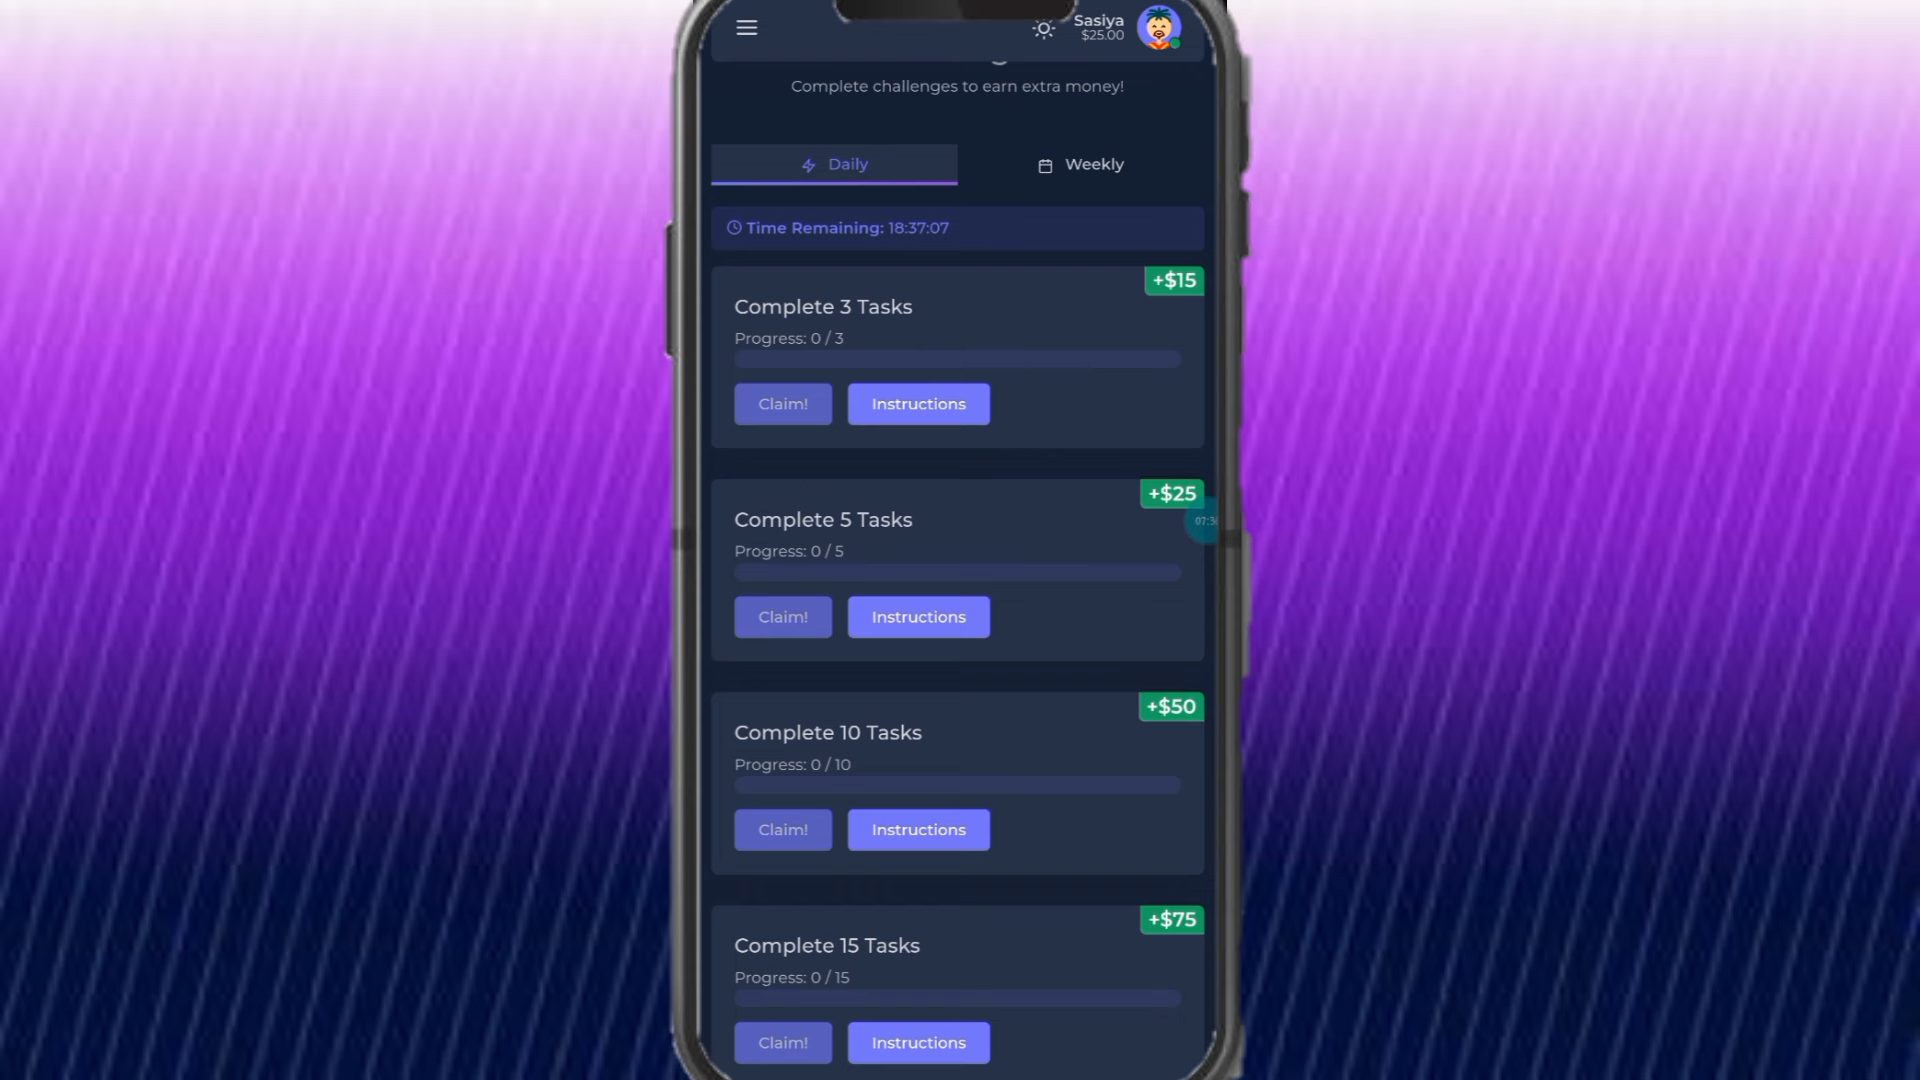 Sasiya
$25.00
Complete challenges to earn extra money!
Daily
Weekly
Time Remaining: 18:37:07
+$15
Complete 3 Tasks
Progress: 0 / 3
Claim!
Instructions
+$25
Complete 5 Tasks
07:3
Progress: 0 / 5
Claim!
Instructions
+$50
Complete 10 Tasks
Progress: 0 / 10
Claim!
Instructions
+$75
Complete 15 Tasks
Progress: 0 / 15
Claim!
Instructions